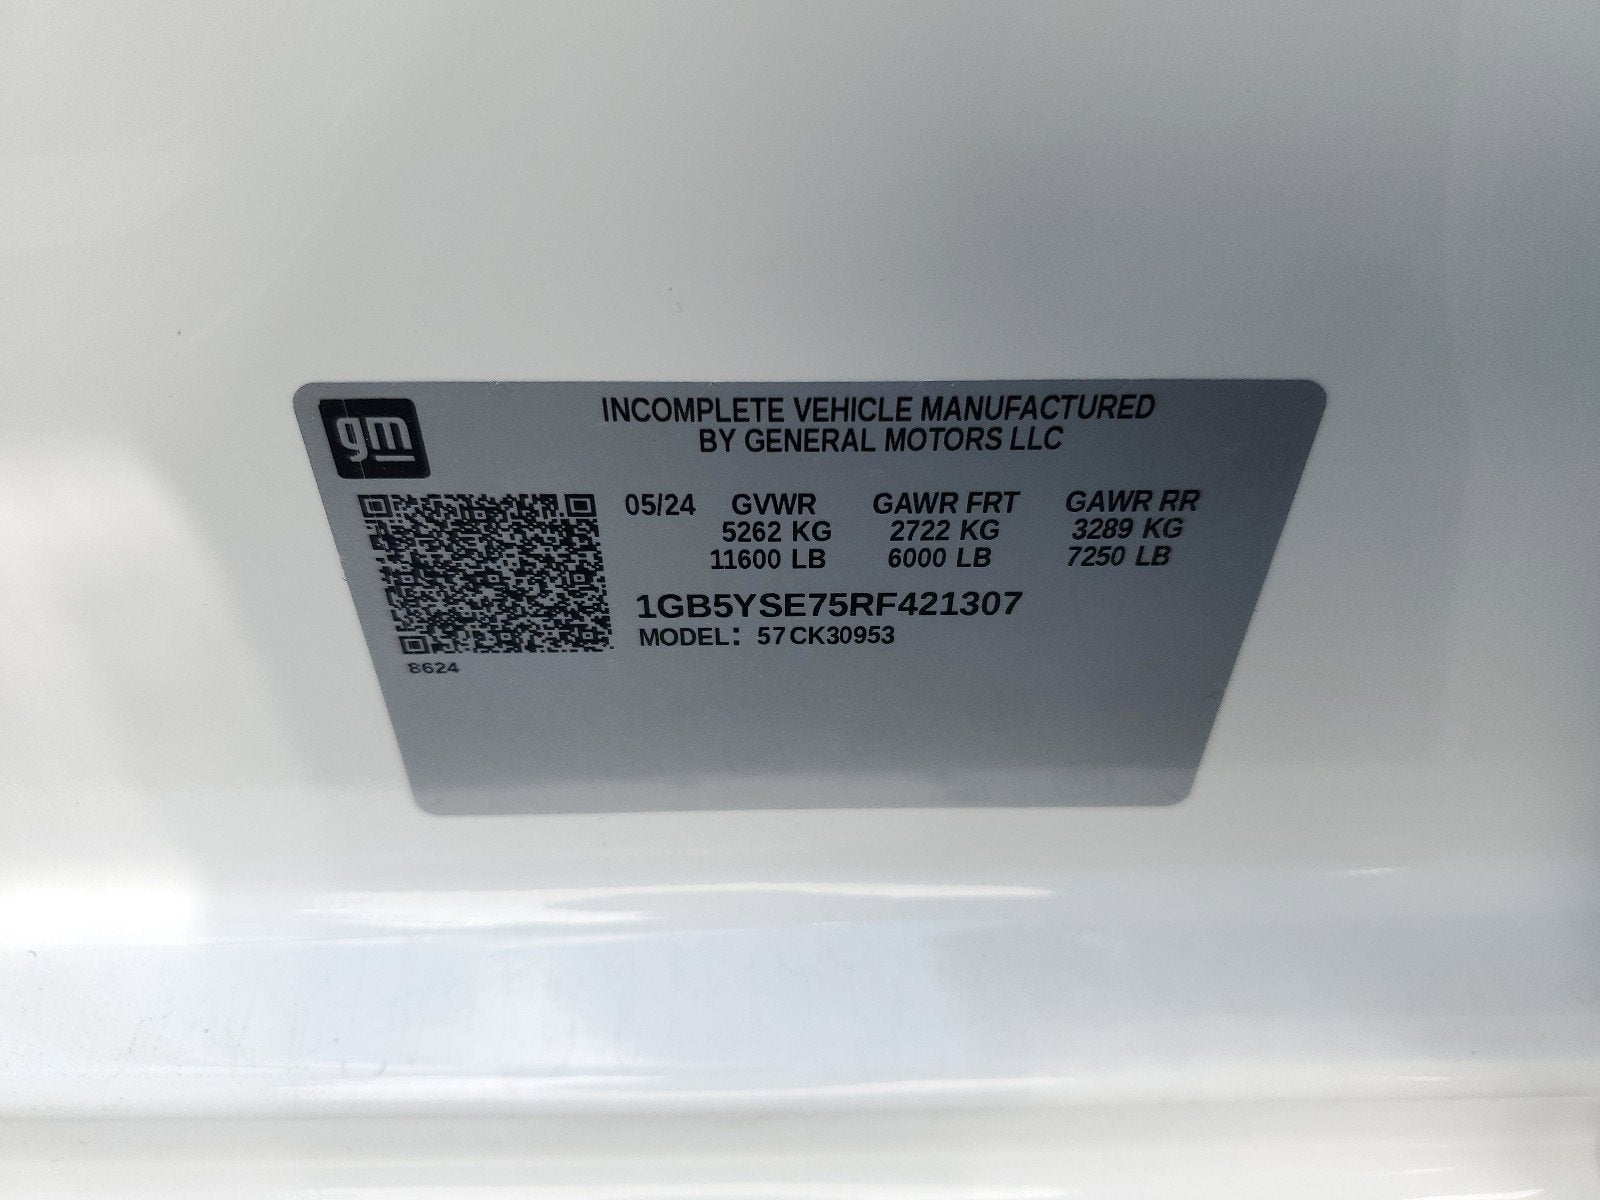 gm
INCOMPLETE VEHICLE MANUFACTURED
BY GENERAL MOTORS LLC
05/24 GVWR GAWR FRT GAWR RR
5262 KG 2722 KG 3289 KG
11600 LB 6000 LB 7250 LB
1GB5YSE75RF421307
MODEL: 57CK30953
8624